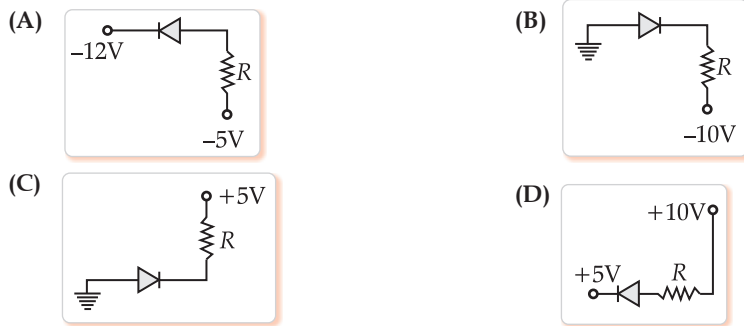 (A)
–12V
R
–5V
(B)
R
–10V
(C)
+5V
R
(D)
+10V
+5V
R